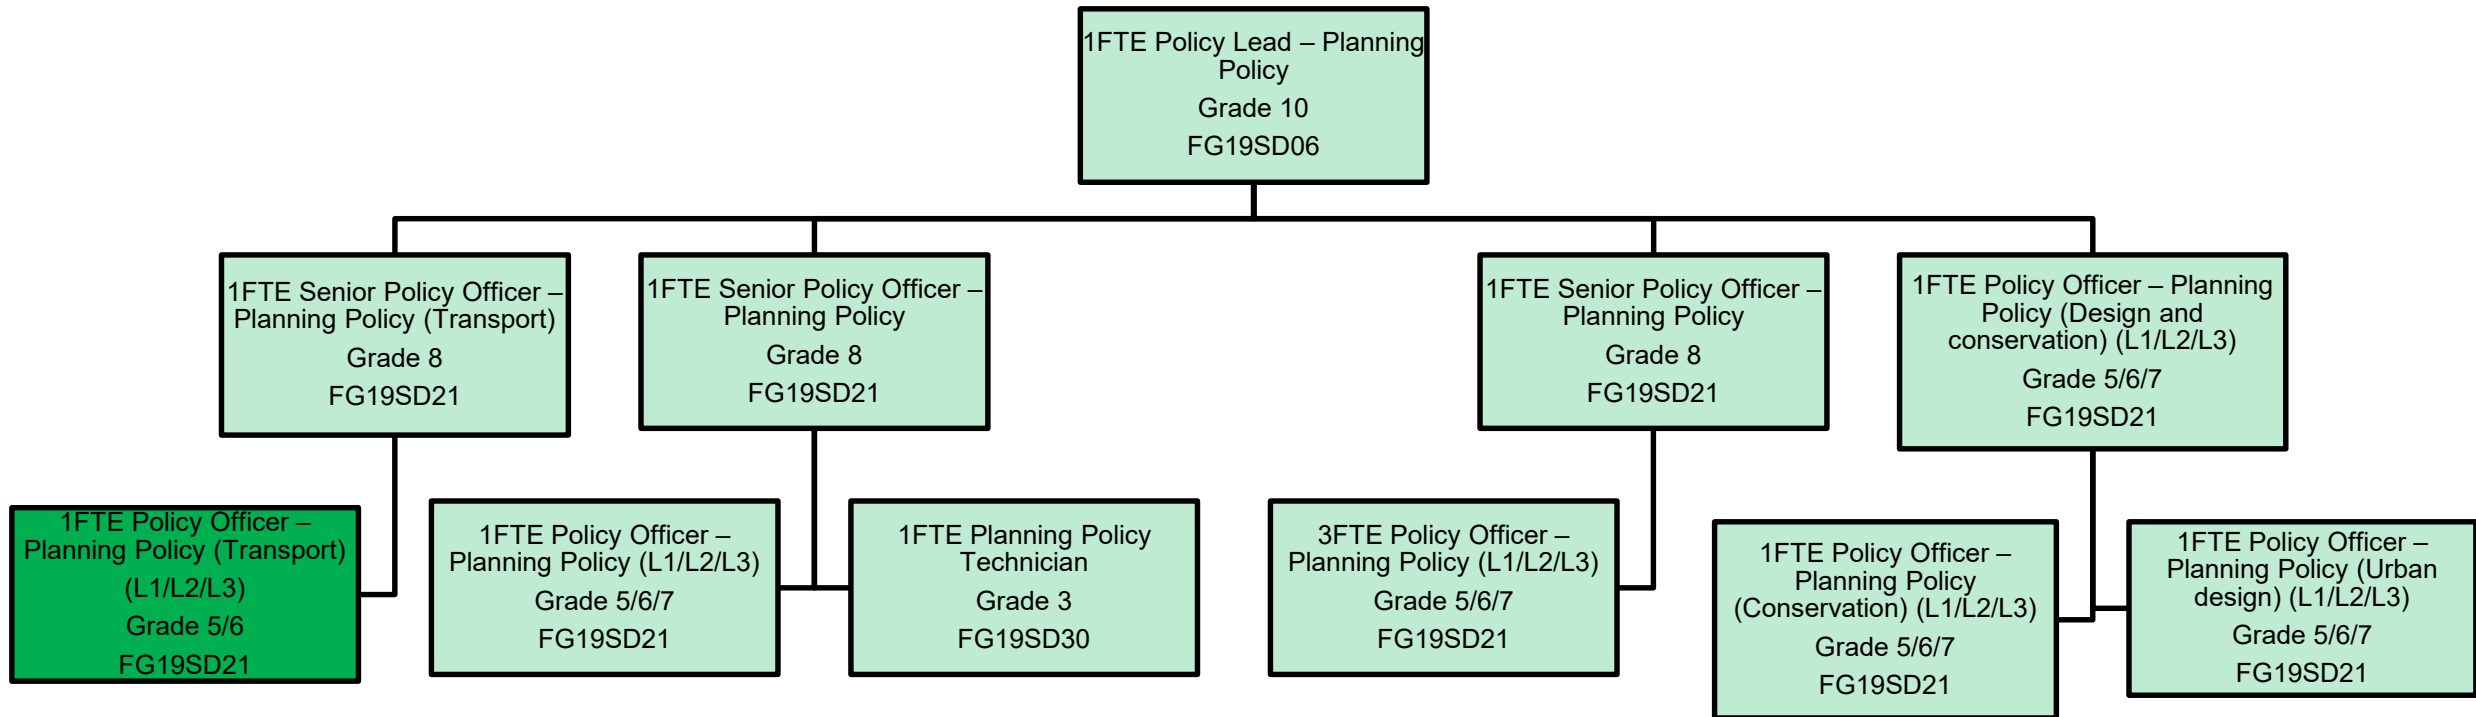 1FTE Policy Lead – Planning
Policy
Grade 10
FG19SD06
1FTE Senior Policy Officer –
Planning Policy (Transport)
Grade 8
FG19SD21
1FTE Senior Policy Officer –
Planning Policy
Grade 8
FG19SD21
1FTE Senior Policy Officer –
Planning Policy
Grade 8
FG19SD21
1FTE Policy Officer – Planning
Policy (Design and
conservation) (L1/L2/L3)
Grade 5/6/7
FG19SD21
1FTE Policy Officer –
Planning Policy (Transport)
(L1/L2/L3)
Grade 5/6
FG19SD21
1FTE Policy Officer –
Planning Policy (L1/L2/L3)
Grade 5/6/7
FG19SD21
1FTE Planning Policy
Technician
Grade 3
FG19SD30
3FTE Policy Officer –
Planning Policy (L1/L2/L3)
Grade 5/6/7
FG19SD21
1FTE Policy Officer –
Planning Policy
(Conservation) (L1/L2/L3)
Grade 5/6/7
FG19SD21
1FTE Policy Officer –
Planning Policy (Urban
design) (L1/L2/L3)
Grade 5/6/7
FG19SD21